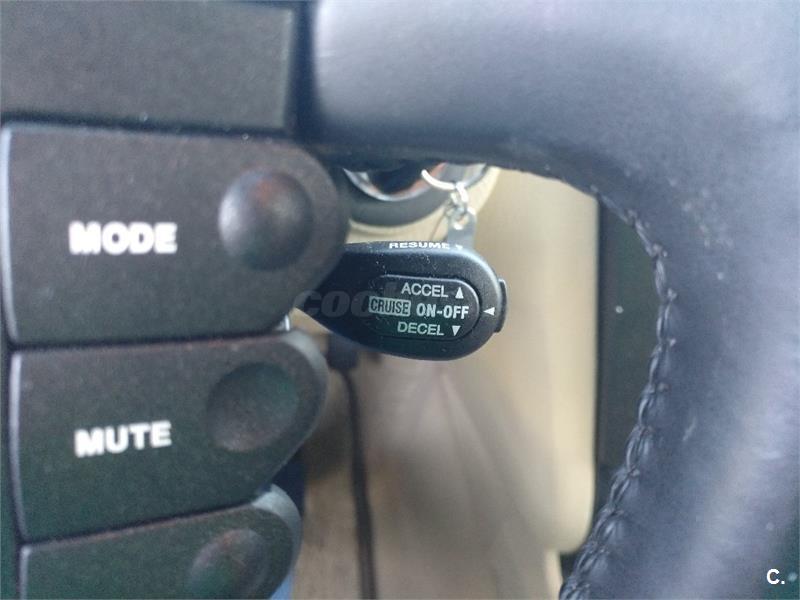 MODE
RESUME ▼
ACCEL ▲
CRUISE ON-OFF ◄
DECEL ▼
MUTE
C.